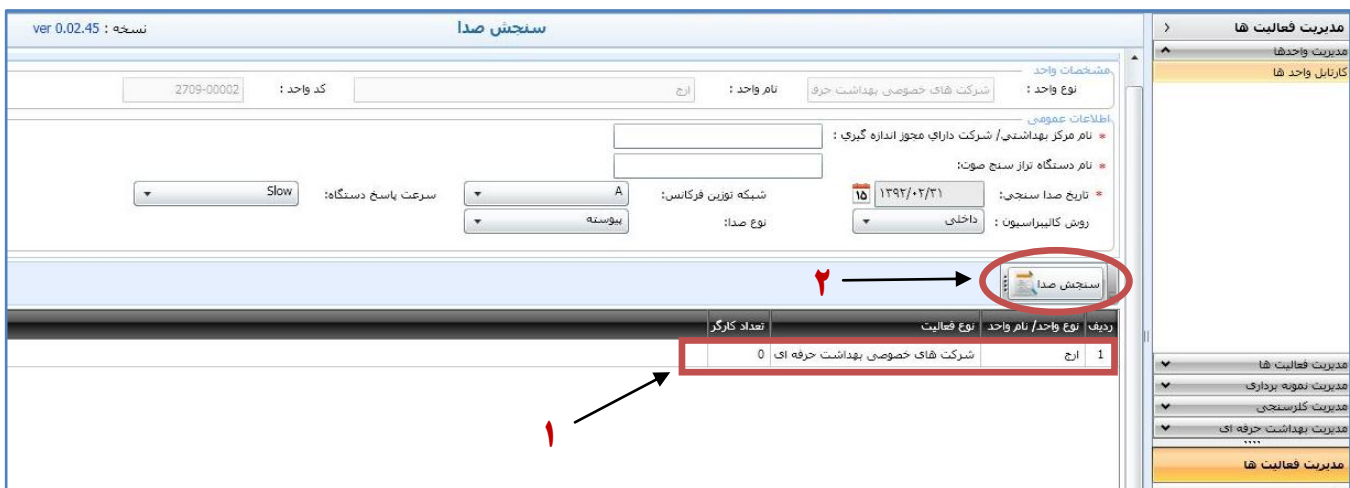 مدیریت فعالیت ها
سنجش صدا
نسخه : ver 0.02.45
مدیریت واحدها
کارتابل واحد ها
مشخصات واحد
نوع واحد : شرکت های خصوصی بهداشت حرف
نام واحد : ارج
کد واحد : 2709-00002
اطلاعات عمومی
* نام مرکز بهداشتی/ شرکت دارای مجوز اندازه گیری :
* نام دستگاه تراز سنج صوت:
* تاریخ صدا سنجی: ۱۳۹۲/۰۲/۳۱ ۱۵
شبکه توزین فرکانس: A
سرعت پاسخ دستگاه: Slow
روش کالیبراسیون : داخلی
نوع صدا: پیوسته
سنجش صدا
۲
ردیف نوع واحد/ نام واحد نوع فعالیت تعداد کارگر
1 ارج شرکت های خصوصی بهداشت حرفه ای 0
۱
مدیریت فعالیت ها
مدیریت نمونه برداری
مدیریت کلرسنجی
مدیریت بهداشت حرفه ای
مدیریت فعالیت ها